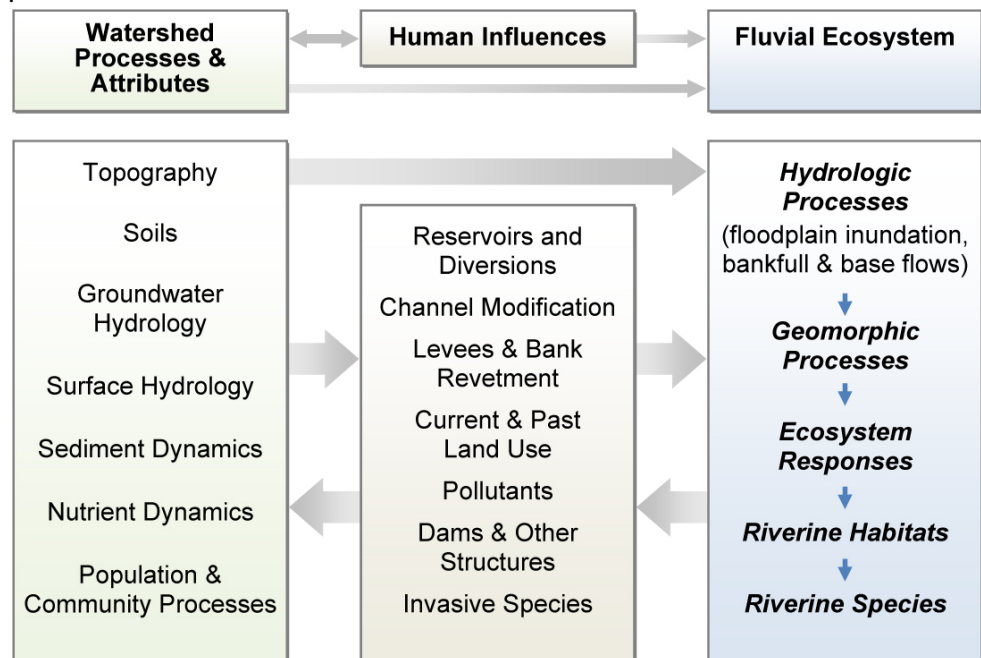 Watershed
Processes &
Attributes
Human Influences
Fluvial Ecosystem
Topography
Soils
Groundwater
Hydrology
Surface Hydrology
Sediment Dynamics
Nutrient Dynamics
Population &
Community Processes
Reservoirs and
Diversions
Channel Modification
Levees & Bank
Revetment
Current & Past
Land Use
Pollutants
Dams & Other
Structures
Invasive Species
Hydrologic
Processes
(floodplain inundation,
bankfull & base flows)
Geomorphic
Processes
Ecosystem
Responses
Riverine Habitats
Riverine Species